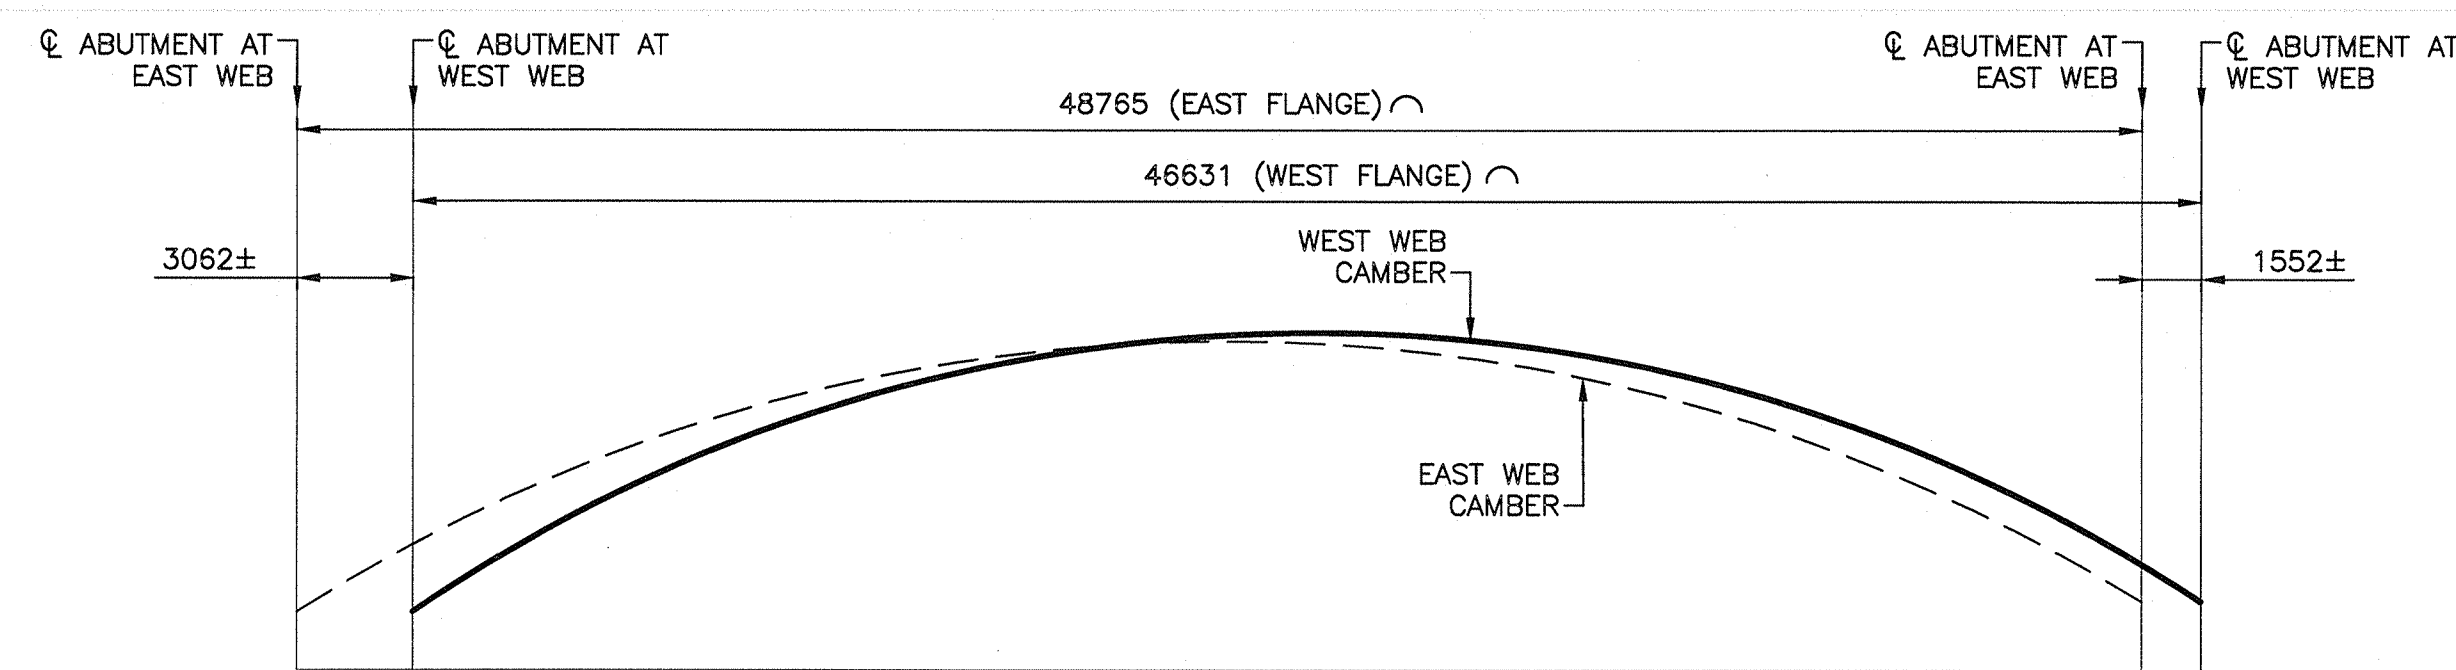 ℄ ABUTMENT AT
EAST WEB
℄ ABUTMENT AT
WEST WEB
℄ ABUTMENT AT
EAST WEB
℄ ABUTMENT AT
WEST WEB
48765 (EAST FLANGE)
46631 (WEST FLANGE)
3062±
WEST WEB
CAMBER
1552±
EAST WEB
CAMBER